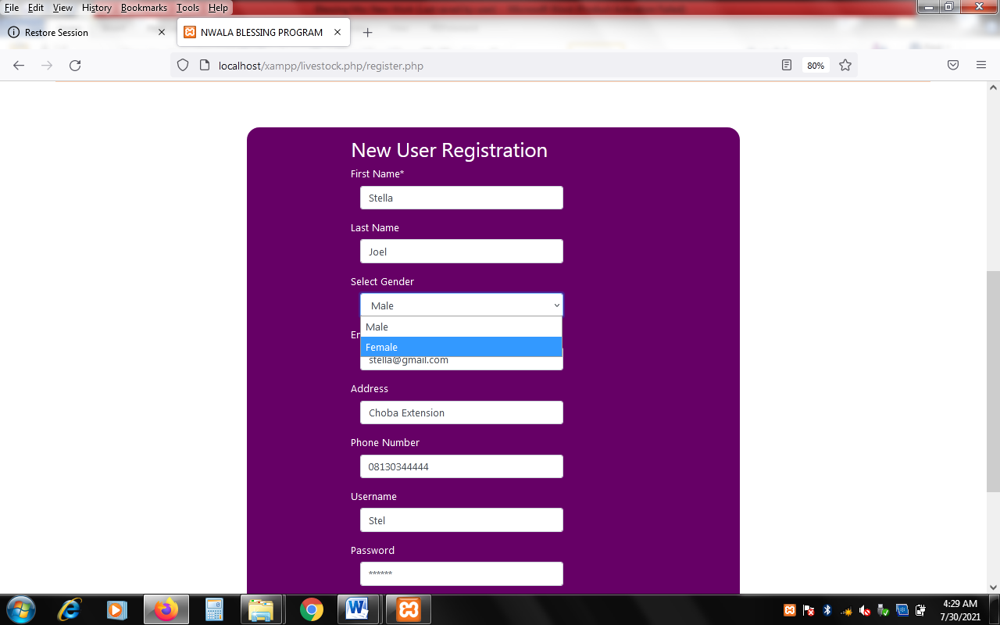 File Edit View History Bookmarks Tools Help
Restore Session
NWALA BLESSING PROGRAM
localhost/xampp/livestock.php/register.php
80%
New User Registration
First Name*
Stella
Last Name
Joel
Select Gender
Male
Male
Female
stella@gmail.com
Address
Choba Extension
Phone Number
08130344444
Username
Stel
Password
******
4:29 AM
7/30/2021